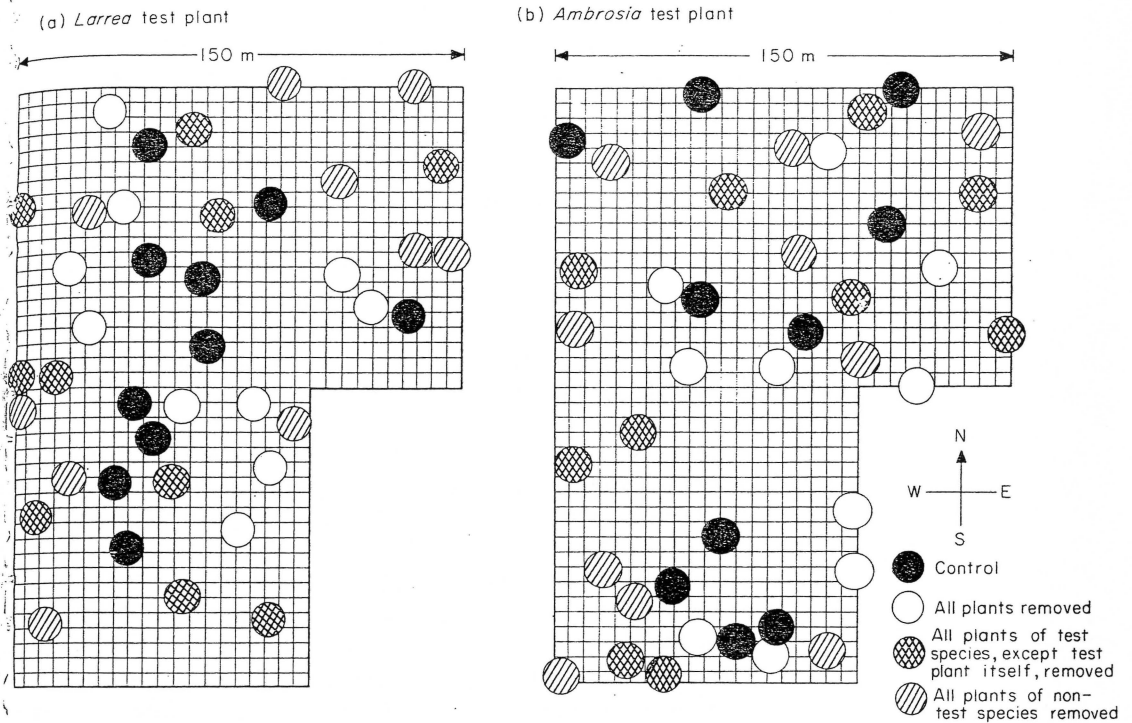 (a) Larrea test plant
(b) Ambrosia test plant
150 m
150 m
N
W
E
S
Control
All plants removed
All plants of test
species, except test
plant itself, removed
All plants of non-
test species removed